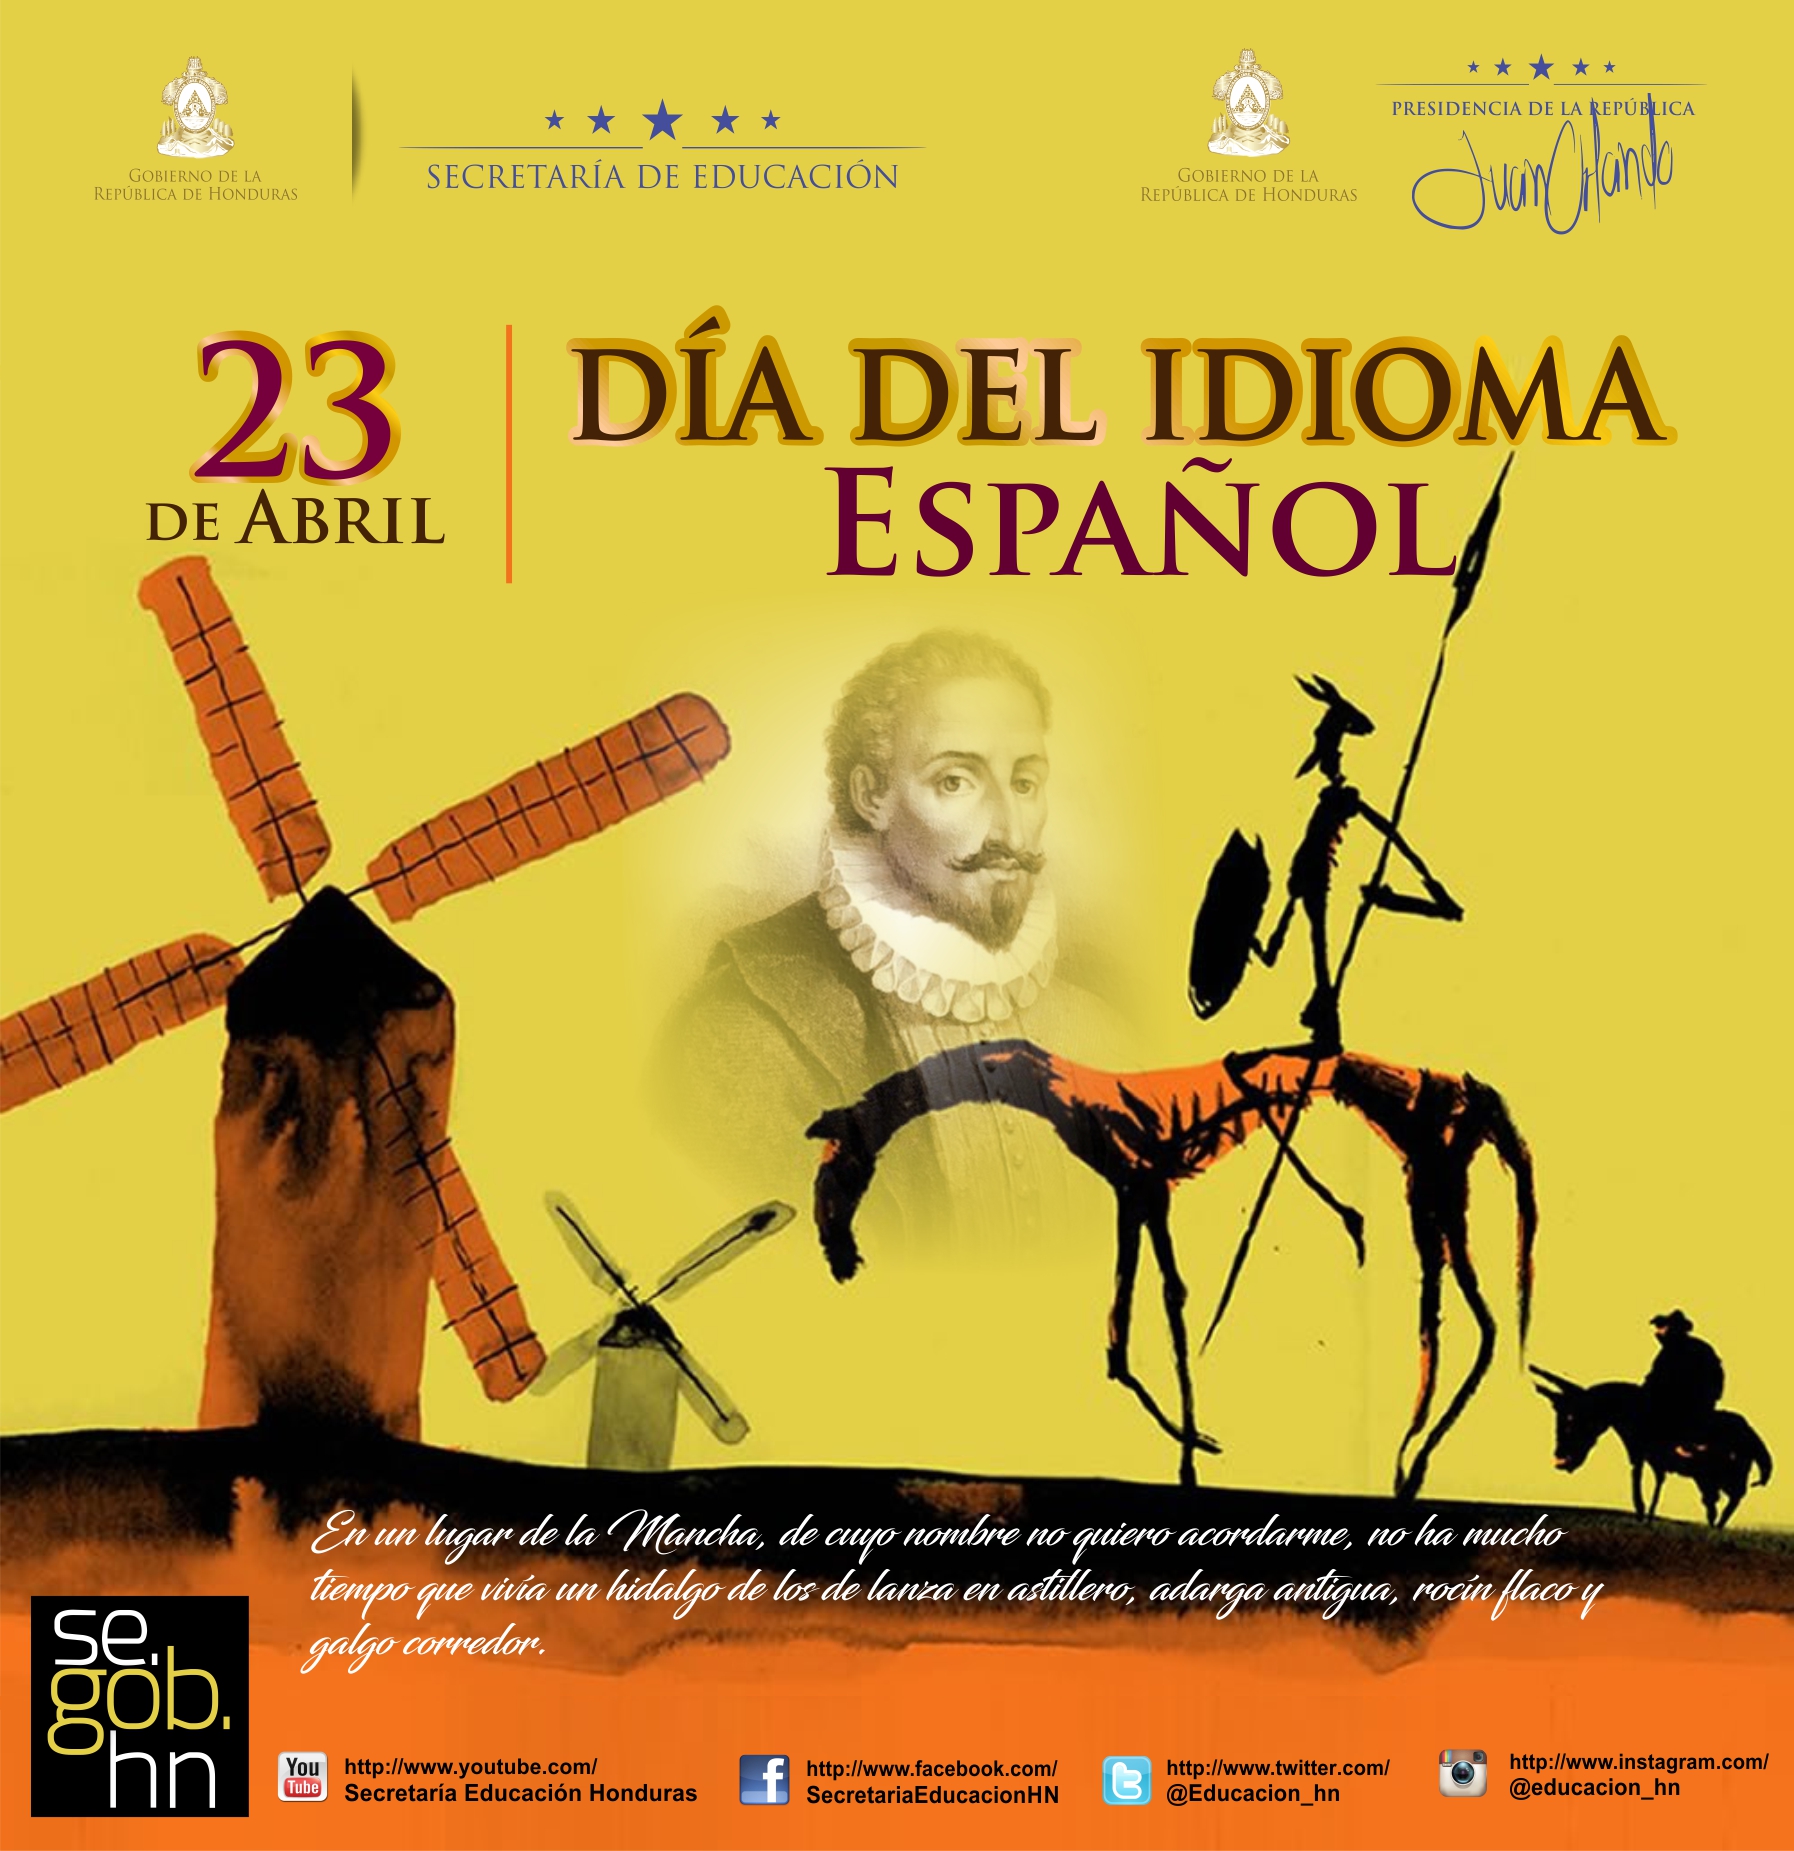 GOBIERNO DE LA
REPÚBLICA DE HONDURAS
SECRETARÍA DE EDUCACIÓN
GOBIERNO DE LA
REPÚBLICA DE HONDURAS
PRESIDENCIA DE LA REPÚBLICA
Juan Orlando
23
DE ABRIL
DÍA DEL IDIOMA
ESPAÑOL
En un lugar de la Mancha, de cuyo nombre no quiero acordarme, no ha mucho
tiempo que vivía un hidalgo de los de lanza en astillero, adarga antigua, rocín flaco y
galgo corredor.
se.
gob.
hn
You
Tube
http://www.youtube.com/
Secretaría Educación Honduras
http://www.facebook.com/
SecretariaEducacionHN
http://www.twitter.com/
@Educacion_hn
http://www.instagram.com/
@educacion_hn